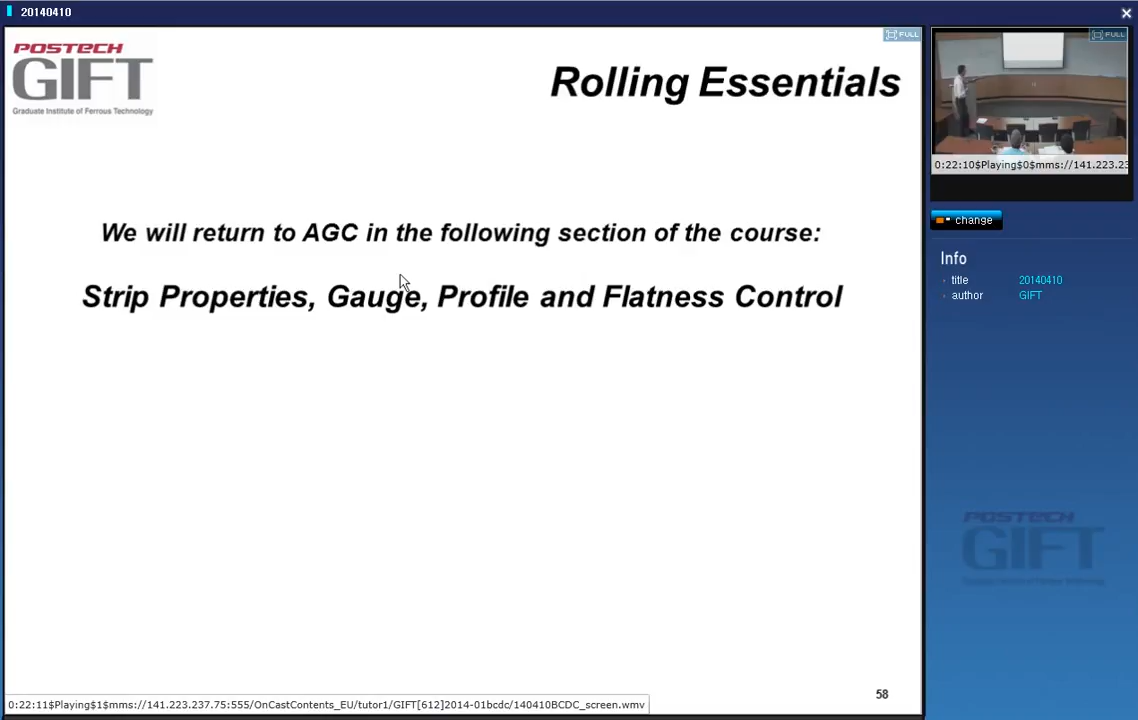 20140410
POSTECH
GIFT
Graduate Institute of Ferrous Technology
FULL
Rolling Essentials
We will return to AGC in the following section of the course:
Strip Properties, Gauge, Profile and Flatness Control
58
0:22:11$Playing$1$mms://141.223.237.75:555/OnCastContents_EU/tutor1/GIFT[612]2014-01bcdc/140410BCDC_screen.wmv
FULL
0:22:10$Playing$0$mms://141.223.23
change
Info
title 20140410
author GIFT
POSTECH
GIFT